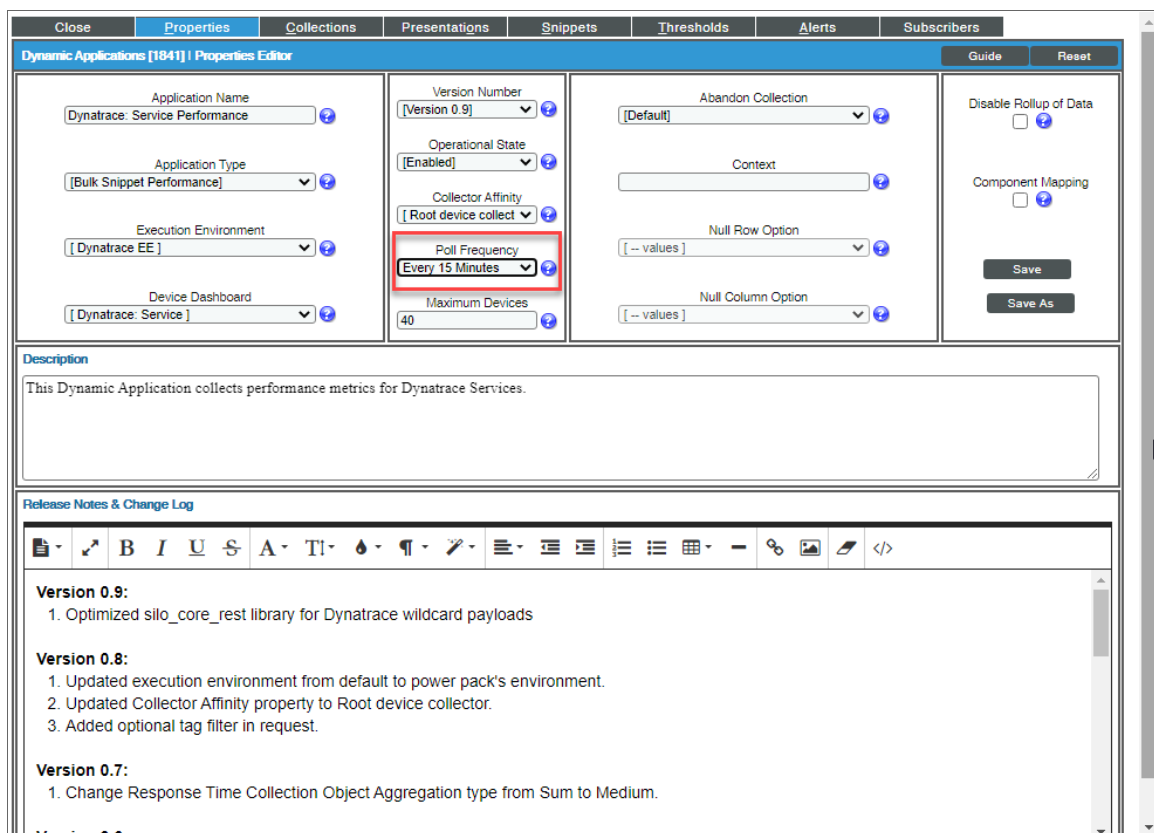 Close Properties Collections Presentations Snippets Thresholds Alerts Subscribers
Dynamic Applications [1841] | Properties Editor Guide Reset
Application Name
Dynatrace: Service Performance
Application Type
[Bulk Snippet Performance]
Execution Environment
[ Dynatrace EE ]
Device Dashboard
[ Dynatrace: Service ]
Version Number
[Version 0.9]
Operational State
[Enabled]
Collector Affinity
[ Root device collect
Poll Frequency
Every 15 Minutes
Maximum Devices
40
Abandon Collection
[Default]
Context
Null Row Option
[ -- values ]
Null Column Option
[ -- values ]
Disable Rollup of Data
Component Mapping
Save
Save As
Description
This Dynamic Application collects performance metrics for Dynatrace Services.
Release Notes & Change Log
Version 0.9:
1. Optimized silo_core_rest library for Dynatrace wildcard payloads
Version 0.8:
1. Updated execution environment from default to power pack's environment.
2. Updated Collector Affinity property to Root device collector.
3. Added optional tag filter in request.
Version 0.7:
1. Change Response Time Collection Object Aggregation type from Sum to Medium.